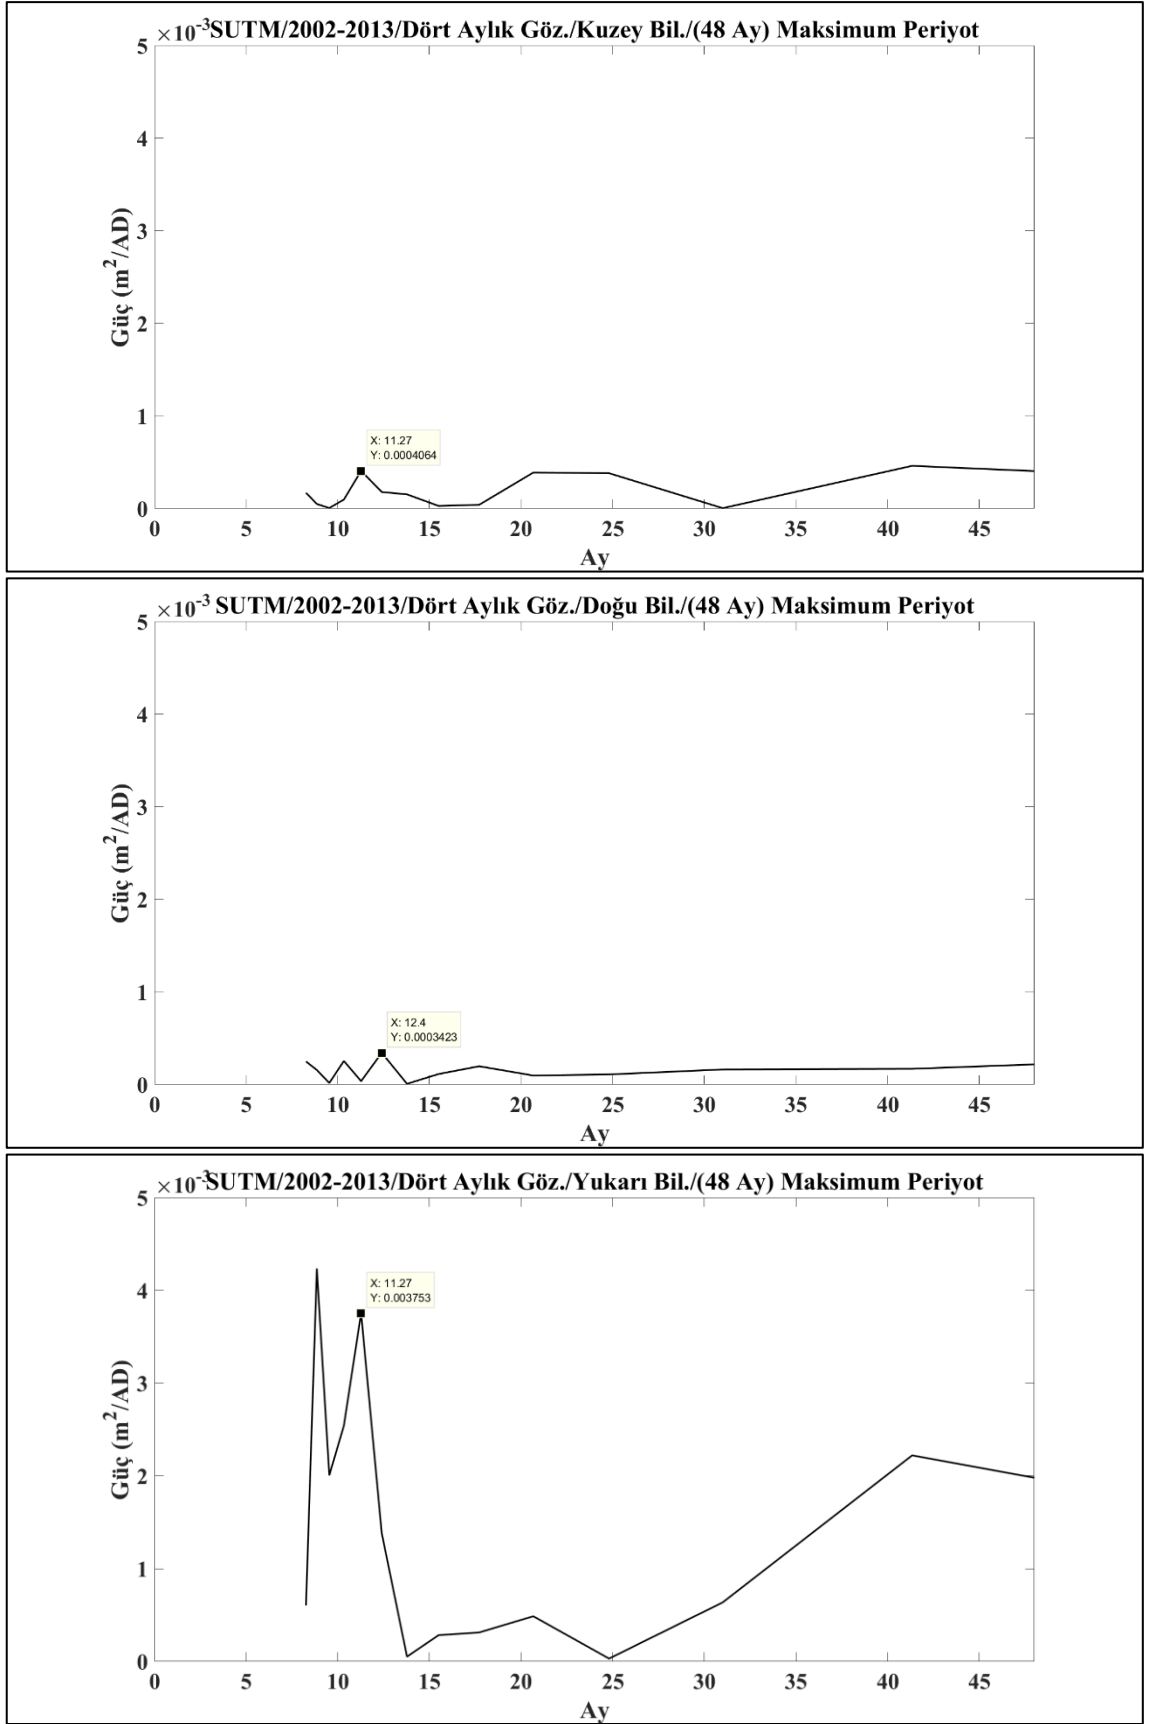 ×10-3SUTM/2002-2013/Dört Aylık Göz./Kuzey Bil./(48 Ay) Maksimum Periyot
5
4
3
2
1
0
Güç (m2/AD)
X: 11.27
Y: 0.0004064
0 5 10 15 20 25 30 35 40 45
Ay
×10-3 SUTM/2002-2013/Dört Aylık Göz./Doğu Bil./(48 Ay) Maksimum Periyot
5
4
3
2
1
0
Güç (m2/AD)
X: 12.4
Y: 0.0003423
0 5 10 15 20 25 30 35 40 45
Ay
×10-3SUTM/2002-2013/Dört Aylık Göz./Yukarı Bil./(48 Ay) Maksimum Periyot
5
4
3
2
1
0
Güç (m2/AD)
X: 11.27
Y: 0.003753
0 5 10 15 20 25 30 35 40 45
Ay